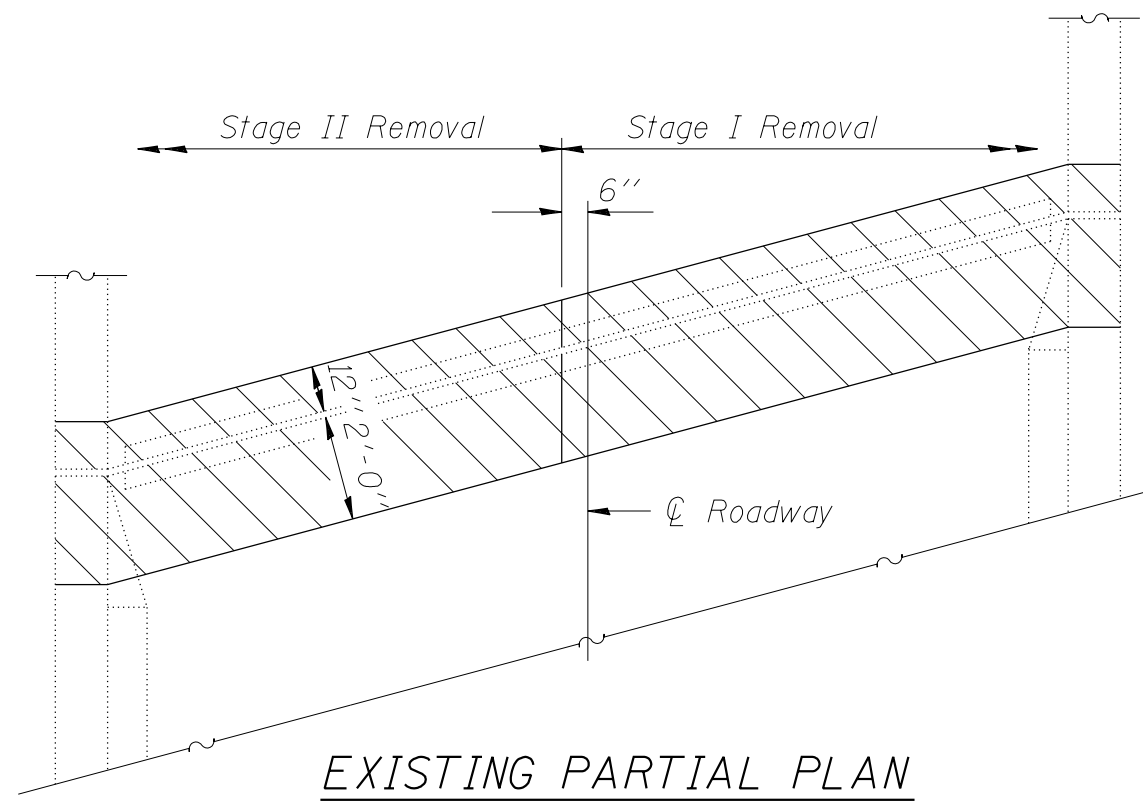 Stage II Removal
Stage I Removal
6"
12"
2'-0"
℄ Roadway
EXISTING PARTIAL PLAN